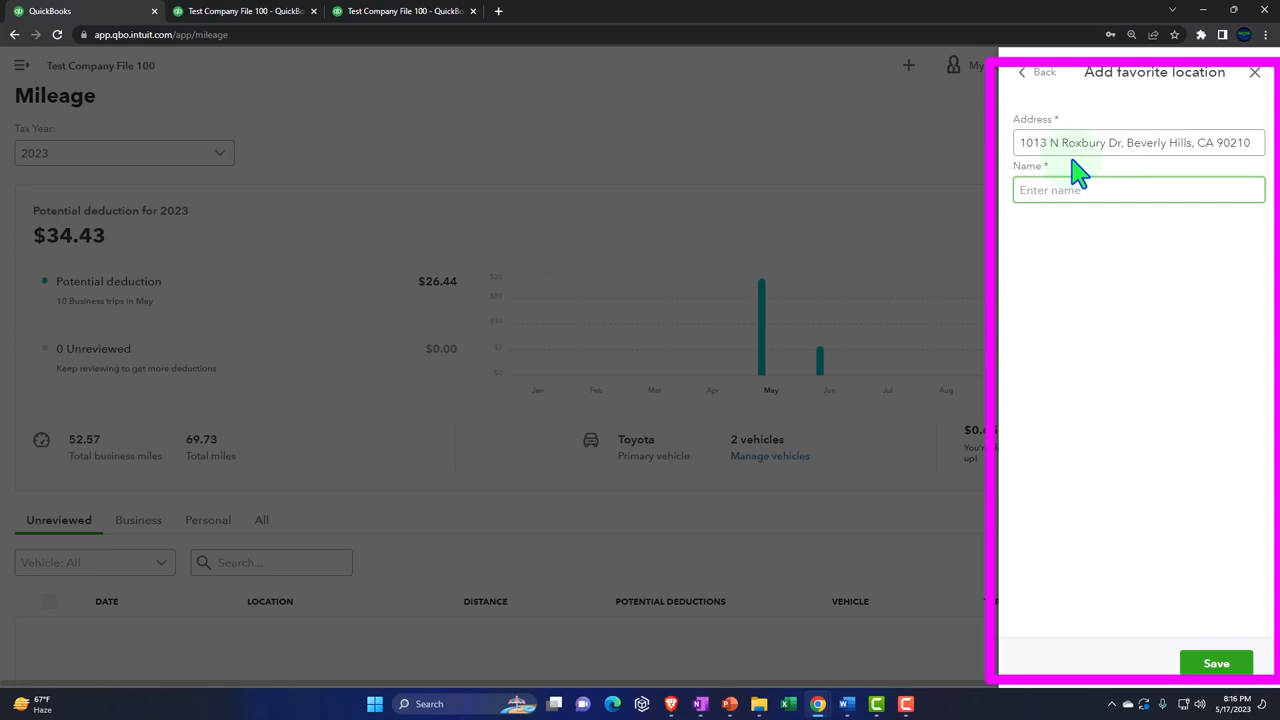 QuickBooks
Test Company File 100 - QuickBo
Test Company File 100 - QuickBo
app.qbo.intuit.com/app/mileage
Test Company File 100
My
Back
Add favorite location
Mileage
Tax Year:
2023
Address *
1013 N Roxbury Dr, Beverly Hills, CA 90210
Name *
Enter name
Potential deduction for 2023
$34.43
Potential deduction
$26.44
10 Business trips in May
0 Unreviewed
$0.00
Keep reviewing to get more deductions
$14
$7
$0
Jan
Feb
Mar
Apr
May
Jun
Jul
Aug
52.57
Total business miles
69.73
Total miles
Toyota
Primary vehicle
2 vehicles
Manage vehicles
up!
Unreviewed
Business
Personal
All
Vehicle: All
Search...
DATE
LOCATION
DISTANCE
POTENTIAL DEDUCTIONS
VEHICLE
Save
67°F
Haze
Search
8:16 PM
5/17/2023